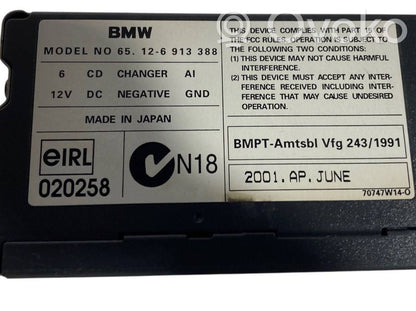 BMW
MODEL NO 65. 12-6 913 388
6 CD CHANGER AI
12V DC NEGATIVE GND
MADE IN JAPAN
eIRL
020258
N18
THIS DEVICE COMPLIES WITH PART 15 OF
THE FCC RULES. OPERATION IS SUBJECT TO
THE FOLLOWING TWO CONDITIONS:
(1) THIS DEVICE MAY NOT CAUSE HARMFUL
INTERFERENCE.
(2) THIS DEVICE MUST ACCEPT ANY INTER-
FERENCE RECEIVED, INCLUDING INTER-
FERENCE THAT MAY CAUSE UNDESIRED
OPERATION.
BMPT-Amtsbl Vfg 243/1991
2001.AP.JUNE
70747W14-O
Ovoko